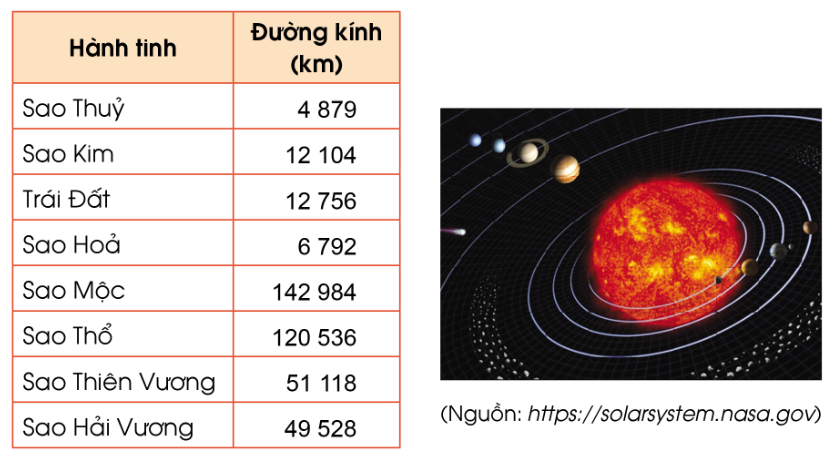 Hành tinh Đường kính (km)
Sao Thuỷ 4 879
Sao Kim 12 104
Trái Đất 12 756
Sao Hoả 6 792
Sao Mộc 142 984
Sao Thổ 120 536
Sao Thiên Vương 51 118
Sao Hải Vương 49 528
(Nguồn: https://solarsystem.nasa.gov)